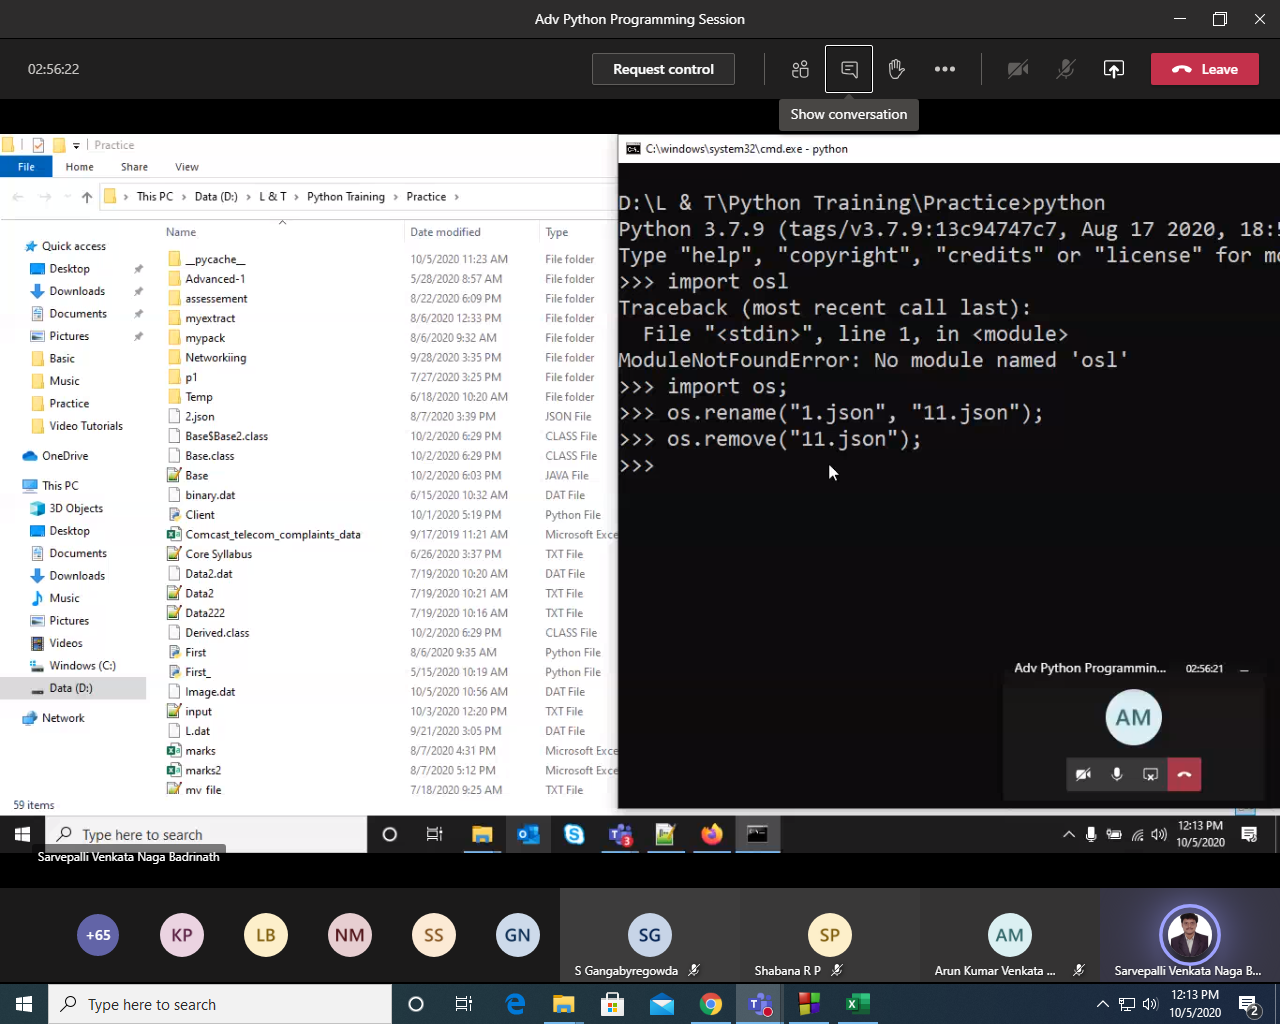 Adv Python Programming Session
02:56:22
Request control
Leave
Show conversation
Practice
File Home Share View
This PC Data (D:) L & T Python Training Practice
Quick access
Desktop
Downloads
Documents
Pictures
Basic
Music
Practice
Video Tutorials
OneDrive
This PC
3D Objects
Desktop
Documents
Downloads
Music
Pictures
Videos
Windows (C:)
Data (D:)
Network
Name Date modified Type
__pycache__ 10/5/2020 11:23 AM File folder
Advanced-1 5/28/2020 8:57 AM File folder
assessement 8/22/2020 6:09 PM File folder
myextract 8/6/2020 12:33 PM File folder
mypack 8/6/2020 9:32 AM File folder
Networkiing 9/28/2020 3:35 PM File folder
p1 7/27/2020 3:25 PM File folder
Temp 6/18/2020 10:20 AM File folder
2.json 8/7/2020 3:39 PM JSON File
Base$Base2.class 10/2/2020 6:29 PM CLASS File
Base.class 10/2/2020 6:29 PM CLASS File
Base 10/2/2020 6:03 PM JAVA File
binary.dat 6/15/2020 10:32 AM DAT File
Client 10/1/2020 5:19 PM Python File
Comcast_telecom_complaints_data 9/17/2019 11:21 AM Microsoft Exce
Core Syllabus 6/26/2020 3:37 PM TXT File
Data2.dat 7/19/2020 10:20 AM DAT File
Data2 7/19/2020 10:21 AM TXT File
Data222 7/19/2020 10:16 AM TXT File
Derived.class 10/2/2020 6:29 PM CLASS File
First 8/6/2020 9:35 AM Python File
First_ 5/15/2020 10:19 AM Python File
Image.dat 10/5/2020 10:56 AM DAT File
input 10/3/2020 12:20 PM TXT File
L.dat 9/21/2020 3:05 PM DAT File
marks 8/7/2020 4:31 PM Microsoft Exce
marks2 8/7/2020 5:12 PM Microsoft Exce
my_file 7/18/2020 9:25 AM TXT File
59 items
C:\windows\system32\cmd.exe - python
D:\L & T\Python Training\Practice>python
Python 3.7.9 (tags/v3.7.9:13c94747c7, Aug 17 2020, 18:5
Type "help", "copyright", "credits" or "license" for mo
>>> import osl
Traceback (most recent call last):
File "<stdin>", line 1, in <module>
ModuleNotFoundError: No module named 'osl'
>>> import os;
>>> os.rename("1.json", "11.json");
>>> os.remove("11.json");
>>>
Adv Python Programmin... 02:56:21
AM
Type here to search
3
12:13 PM
10/5/2020
Sarvepalli Venkata Naga Badrinath
+65 KP LB NM SS GN SG SP AM
S Gangabyregowda Shabana R P Arun Kumar Venkata ... Sarvepalli Venkata Naga B...
Type here to search
12:13 PM
10/5/2020
2